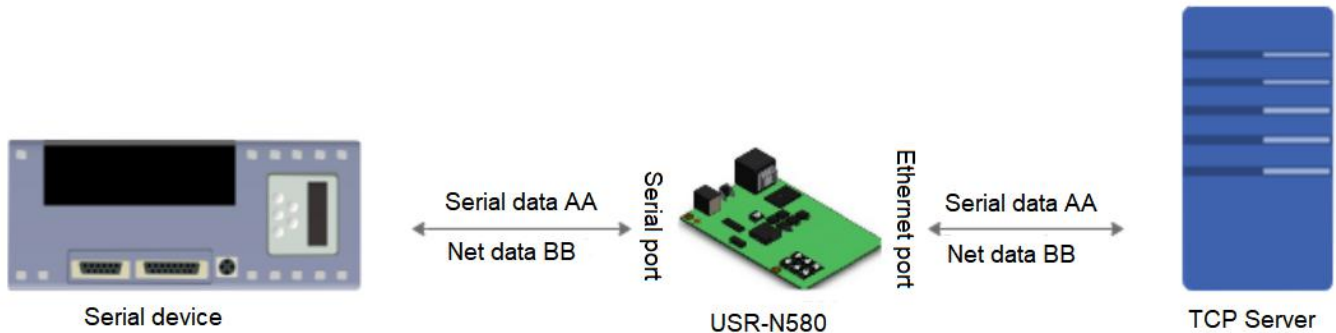 Serial data AA
Net data BB
Serial port
Ethernet port
Serial data AA
Net data BB
Serial device
USR-N580
TCP Server